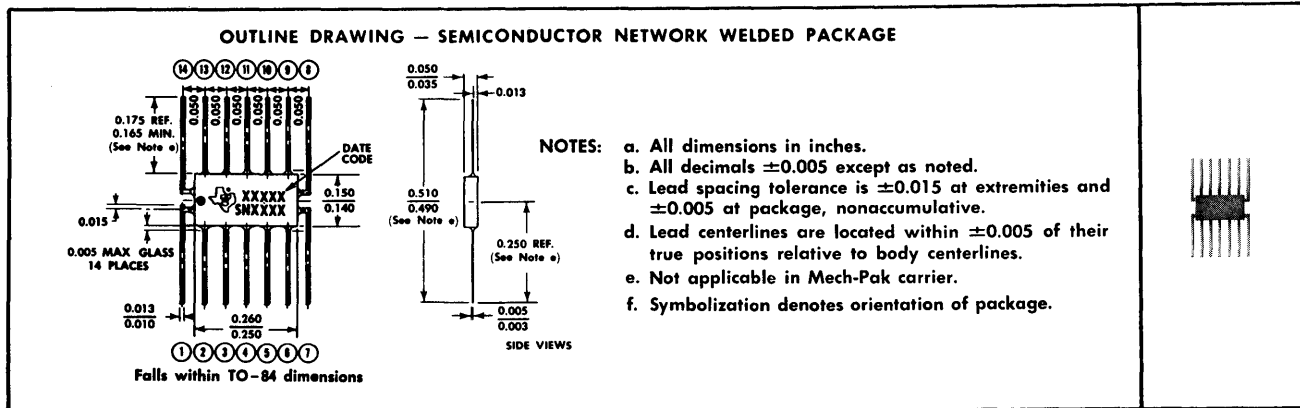 OUTLINE DRAWING — SEMICONDUCTOR NETWORK WELDED PACKAGE
14 13 12 11 10 9 8
0.050 0.050 0.050 0.050 0.050 0.050
0.175 REF.
0.165 MIN.
(See Note e)
DATE
CODE
XXXXX
SNXXXX
0.150
0.140
0.015
0.005 MAX GLASS
14 PLACES
0.013
0.010
0.260
0.250
1 2 3 4 5 6 7
Falls within TO-84 dimensions
0.050
0.035
0.013
0.510
0.490
(See Note e)
0.250 REF.
(See Note e)
0.005
0.003
SIDE VIEWS
NOTES: a. All dimensions in inches.
b. All decimals ±0.005 except as noted.
c. Lead spacing tolerance is ±0.015 at extremities and
±0.005 at package, nonaccumulative.
d. Lead centerlines are located within ±0.005 of their
true positions relative to body centerlines.
e. Not applicable in Mech-Pak carrier.
f. Symbolization denotes orientation of package.